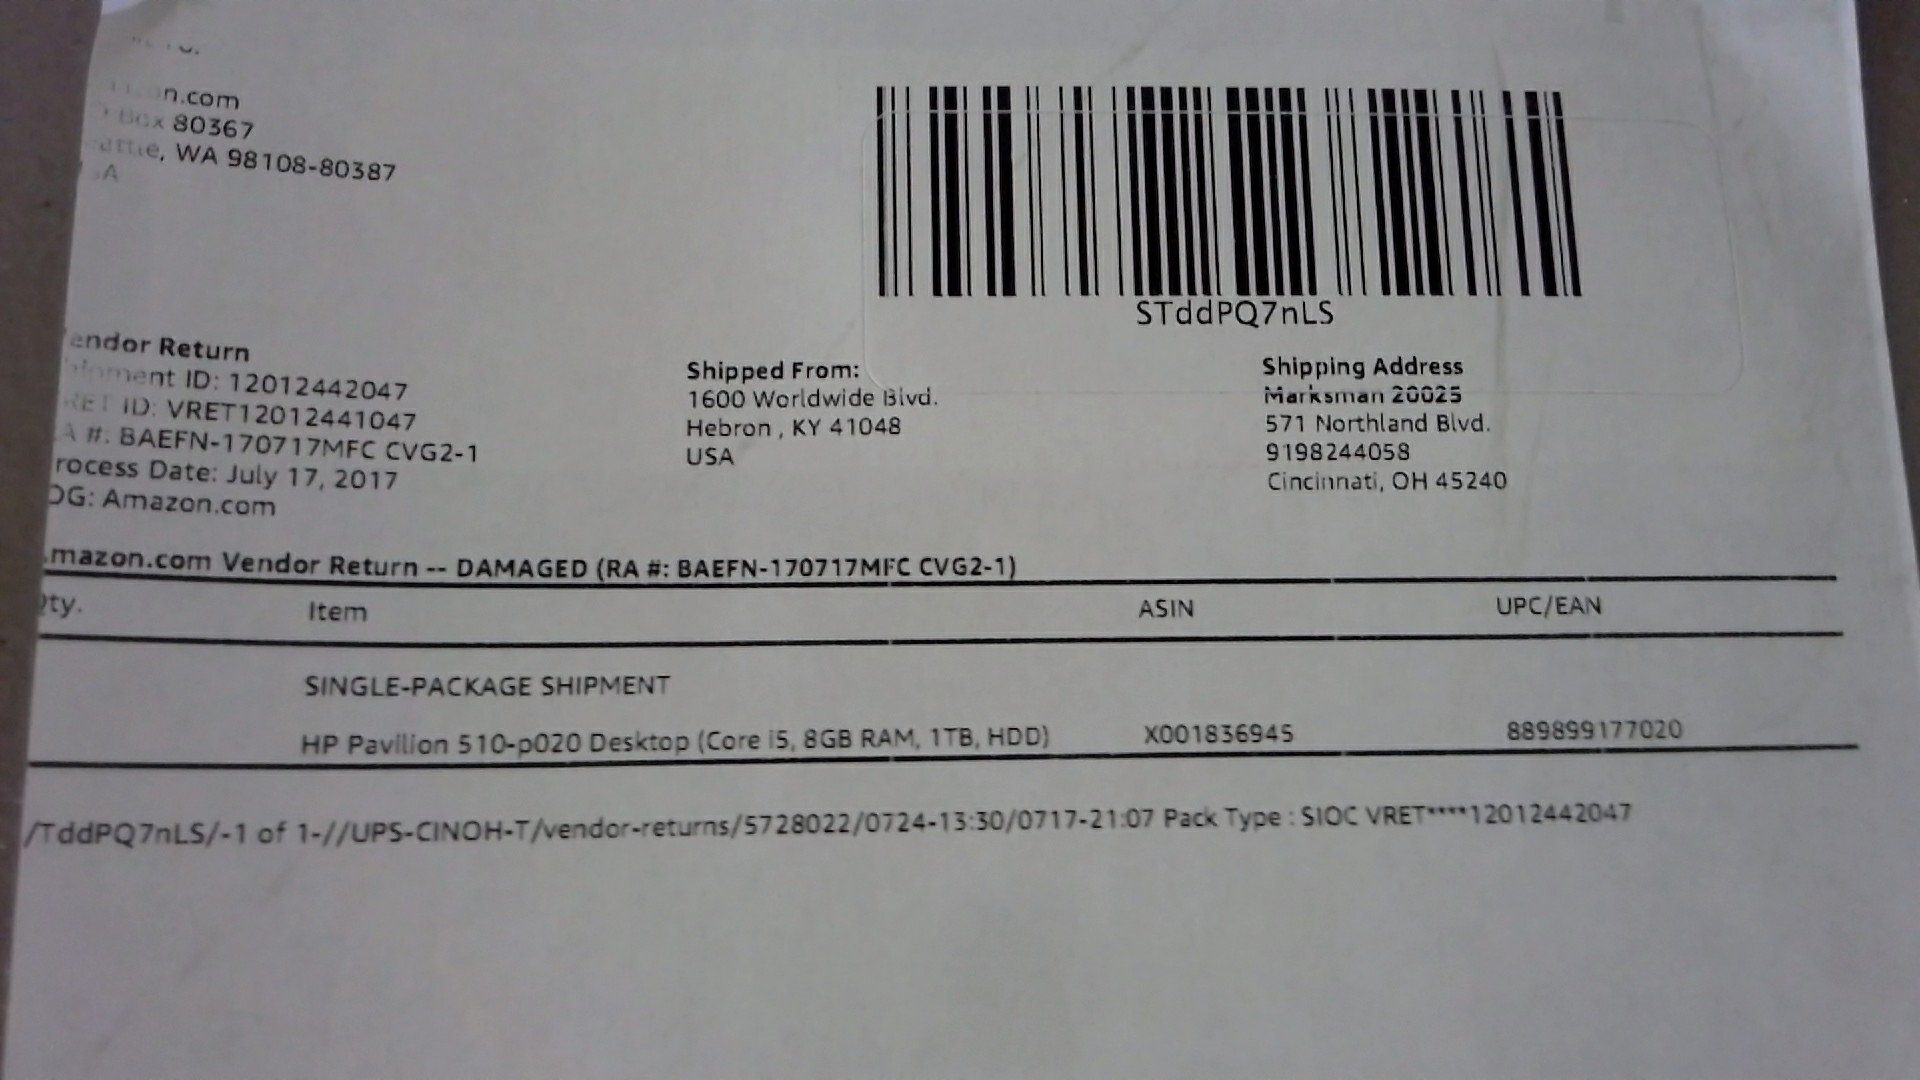 n.com
Box 80367
WA 98108-80387
STddPQ7nLS
endor Return
ment ID: 12012442047
ID: VRET12012441047
A #: BAEFN-170717MFC CVG2-1
rocess Date: July 17, 2017
OG: Amazon.com
Shipped From:
1600 Worldwide Blvd.
Hebron , KY 41048
USA
Shipping Address
Marksman 20025
571 Northland Blvd.
9198244058
Cincinnati, OH 45240
mazon.com Vendor Return -- DAMAGED (RA #: BAEFN-170717MFC CVG2-1)
ty. Item ASIN UPC/EAN
SINGLE-PACKAGE SHIPMENT
HP Pavilion 510-p020 Desktop (Core i5, 8GB RAM, 1TB, HDD) X001836945 889899177020
/TddPQ7nLS/-1 of 1-//UPS-CINOH-T/vendor-returns/5728022/0724-13:30/0717-21:07 Pack Type : SIOC VRET****12012442047